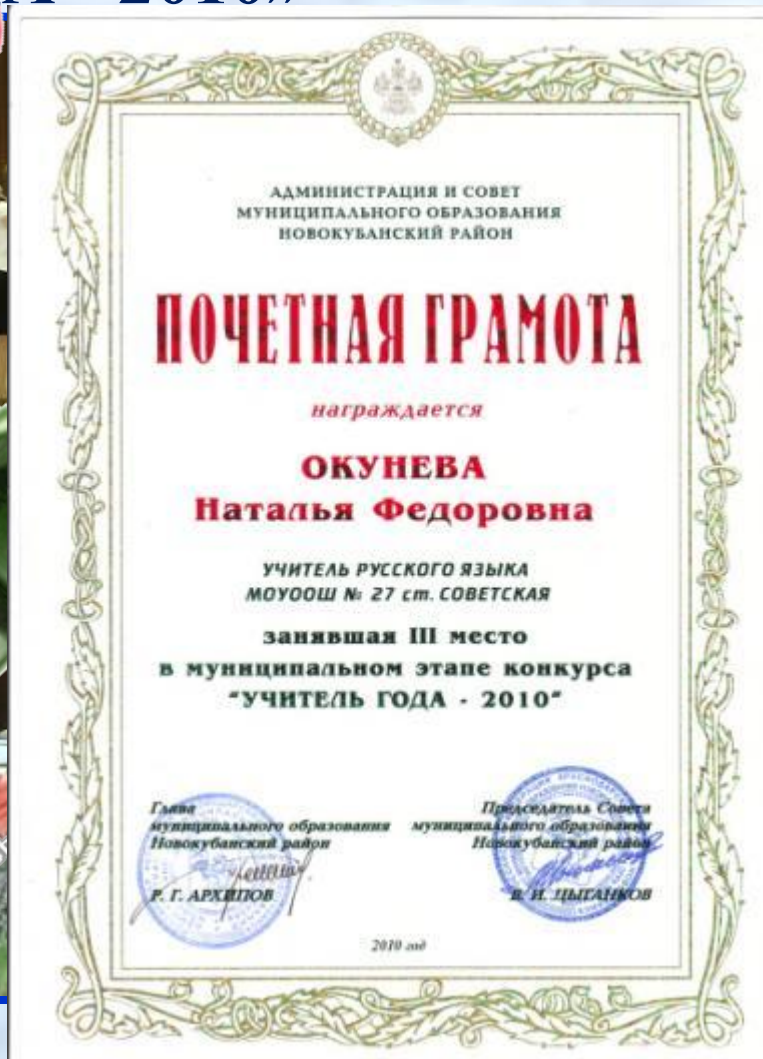 2010»
АДМИНИСТРАЦИЯ И СОВЕТ
МУНИЦИПАЛЬНОГО ОБРАЗОВАНИЯ
НОВОКУБАНСКИЙ РАЙОН
ПОЧЕТНАЯ ГРАМОТА
награждается
ОКУНЕВА
Наталья Федоровна
УЧИТЕЛЬ РУССКОГО ЯЗЫКА
МОУООШ № 27 ст. СОВЕТСКАЯ
занявшая III место
в муниципальном этапе конкурса
"УЧИТЕЛЬ ГОДА - 2010"
Глава
муниципального образования
Новокубанский район
Р. Г. АРХИПОВ
Председатель Совета
муниципального образования
Новокубанский район
В. И. ЦЫГАНКОВ
2010 год